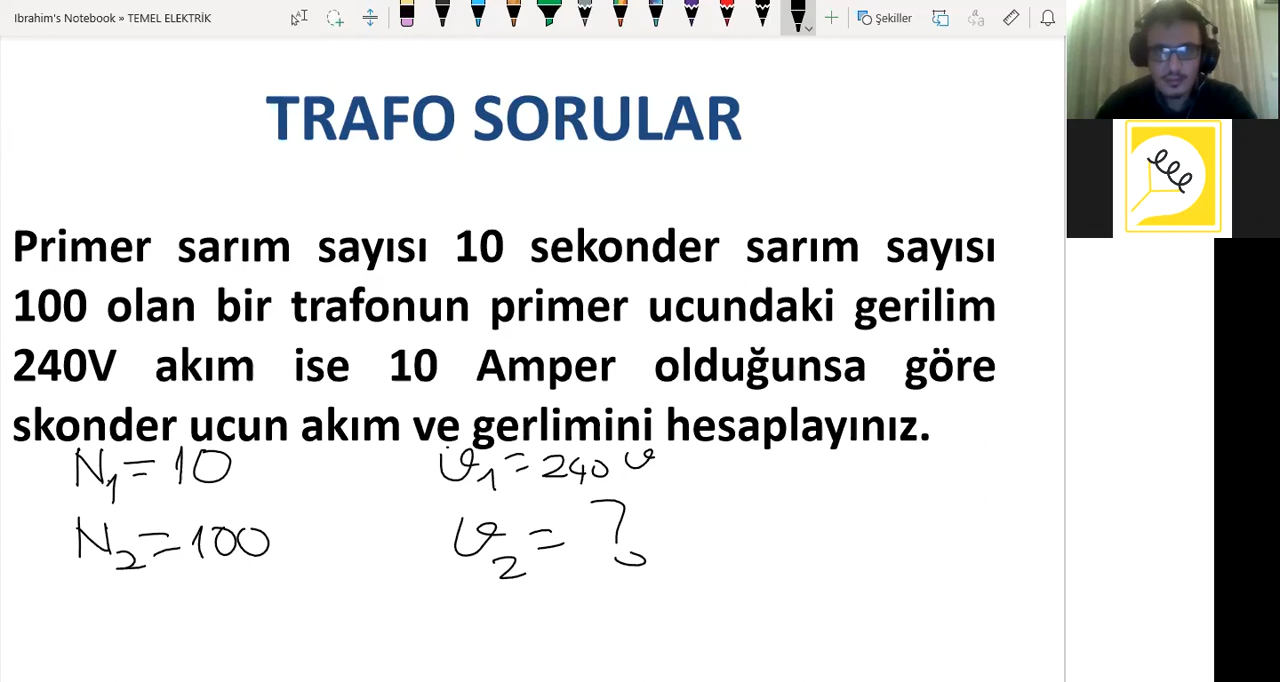 Ibrahim's Notebook » TEMEL ELEKTRİK
Şekiller
TRAFO SORULAR
Primer sarım sayısı 10 sekonder sarım sayısı
100 olan bir trafonun primer ucundaki gerilim
240V akım ise 10 Amper olduğunsa göre
skonder ucun akım ve gerlimini hesaplayınız.
N₁=10 v₁=240 v
N₂=100 v₂= ?